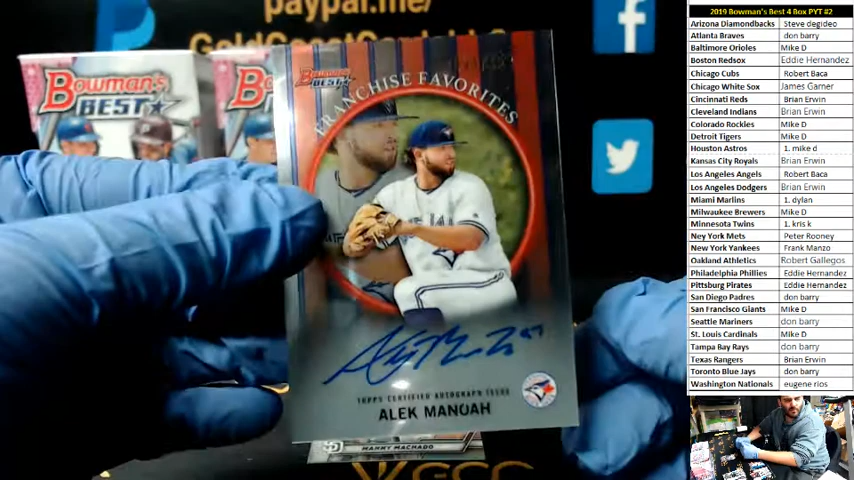 paypal.me/
BOWMAN'S
BEST
BOWMAN'S
BEST
FRANCHISE FAVORITES
TOPPS CERTIFIED AUTOGRAPH ISSUE
ALEK MANOAH
MANNY MACHADO
2019 Bowman's Best 4 Box PYT #2
Arizona Diamondbacks Steve degideo
Atlanta Braves don barry
Baltimore Orioles Mike D
Boston Redsox Eddie Hernandez
Chicago Cubs Robert Baca
Chicago White Sox James Garner
Cincinnati Reds Brian Erwin
Cleveland Indians Brian Erwin
Colorado Rockies Mike D
Detroit Tigers Mike D
Houston Astros 1. mike d
Kansas City Royals Brian Erwin
Los Angeles Angels Robert Baca
Los Angeles Dodgers Brian Erwin
Miami Marlins 1. dylan
Milwaukee Brewers Mike D
Minnesota Twins 1. kris k
Ney York Mets Peter Rooney
New York Yankees Frank Manzo
Oakland Athletics Robert Gallegos
Philadelphia Phillies Eddie Hernandez
Pittsburg Pirates Eddie Hernandez
San Diego Padres don barry
San Francisco Giants Mike D
Seattle Mariners don barry
St. Louis Cardinals Mike D
Tampa Bay Rays don barry
Texas Rangers Brian Erwin
Toronto Blue Jays don barry
Washington Nationals eugene rios